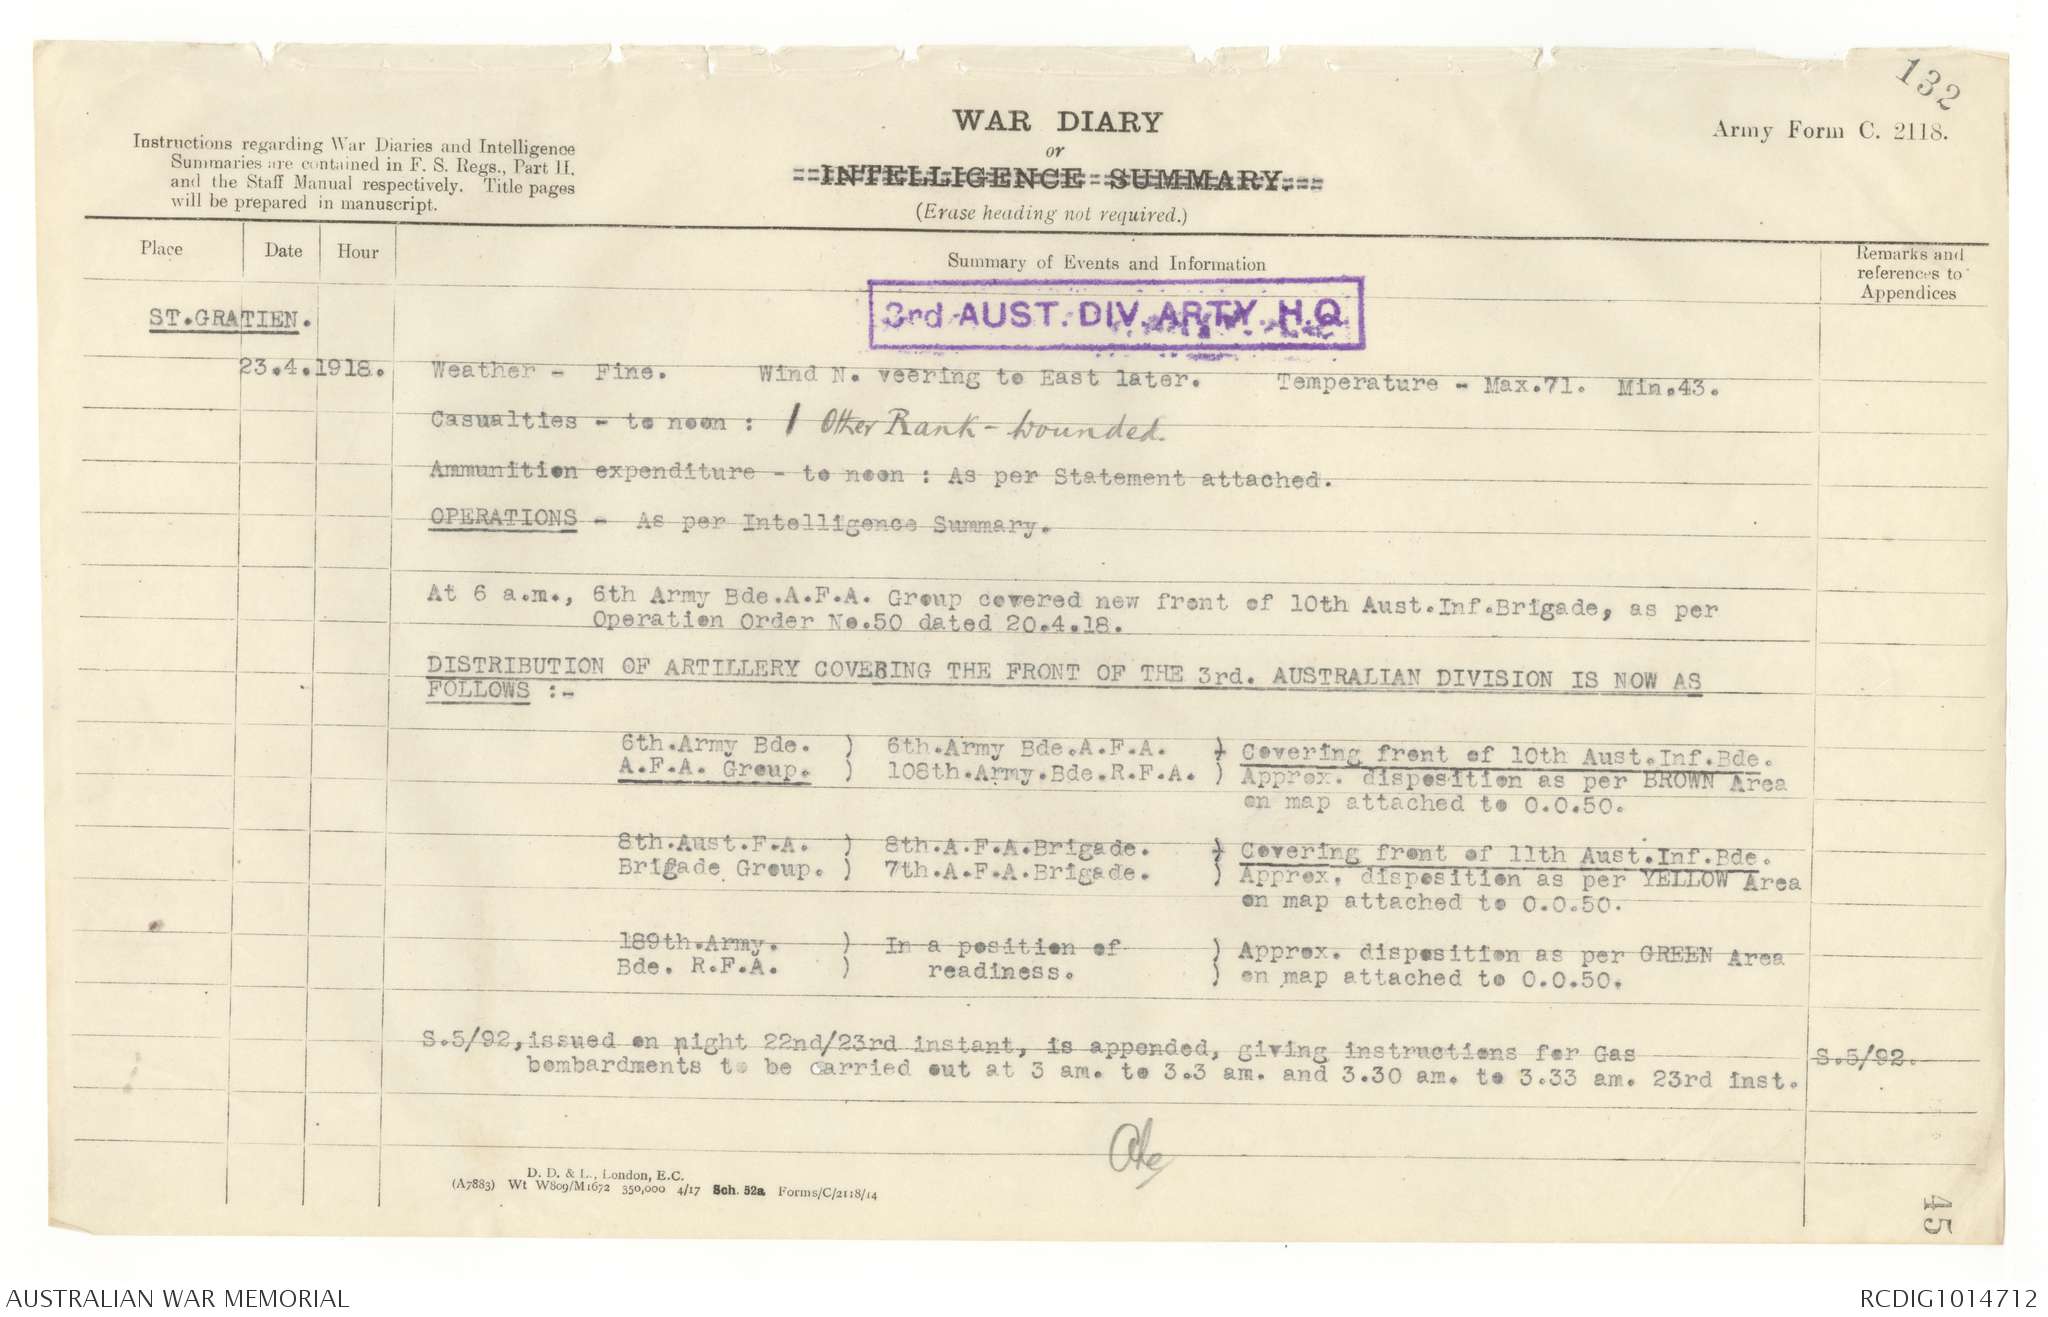 132
WAR DIARY
or
INTELLIGENCE SUMMARY.
(Erase heading not required.)
Army Form C. 2118.
Instructions regarding War Diaries and Intelligence
Summaries are contained in F. S. Regs., Part II.
and the Staff Manual respectively. Title pages
will be prepared in manuscript.
Place Date Hour Summary of Events and Information Remarks and
references to
Appendices
3rd AUST. DIV. ARTY. H.Q.
ST.GRATIEN.
23.4.1918. Weather - Fine. Wind N. veering to East later. Temperature - Max.71. Min.43.
Casualties - to noon : 1 Other Rank - wounded.
Ammunition expenditure - to noon : As per Statement attached.
OPERATIONS - As per Intelligence Summary.
At 6 a.m., 6th Army Bde.A.F.A. Group covered new front of 10th Aust.Inf.Brigade, as per
Operation Order No.50 dated 20.4.18.
DISTRIBUTION OF ARTILLERY COVERING THE FRONT OF THE 3rd. AUSTRALIAN DIVISION IS NOW AS
FOLLOWS :-
6th.Army Bde. ) 6th.Army Bde.A.F.A. ) Covering front of 10th Aust.Inf.Bde.
A.F.A. Group. ) 108th.Army.Bde.R.F.A. ) Approx. disposition as per BROWN Area
on map attached to O.O.50.
8th.Aust.F.A. ) 8th.A.F.A.Brigade. ) Covering front of 11th Aust.Inf.Bde.
Brigade Group. ) 7th.A.F.A.Brigade. ) Approx. disposition as per YELLOW Area
on map attached to O.O.50.
189th.Army. ) In a position of ) Approx. disposition as per GREEN Area
Bde. R.F.A. ) readiness. ) on map attached to O.O.50.
S.5/92, issued on night 22nd/23rd instant, is appended, giving instructions for Gas S.5/92.
bombardments to be carried out at 3 am. to 3.3 am. and 3.30 am. to 3.33 am. 23rd inst.
D. D. & L., London, E.C.
(A7883) Wt W809/M1672 350,000 4/17 Sch. 52a Forms/C/2118/14
45
AUSTRALIAN WAR MEMORIAL
RCDIG1014712